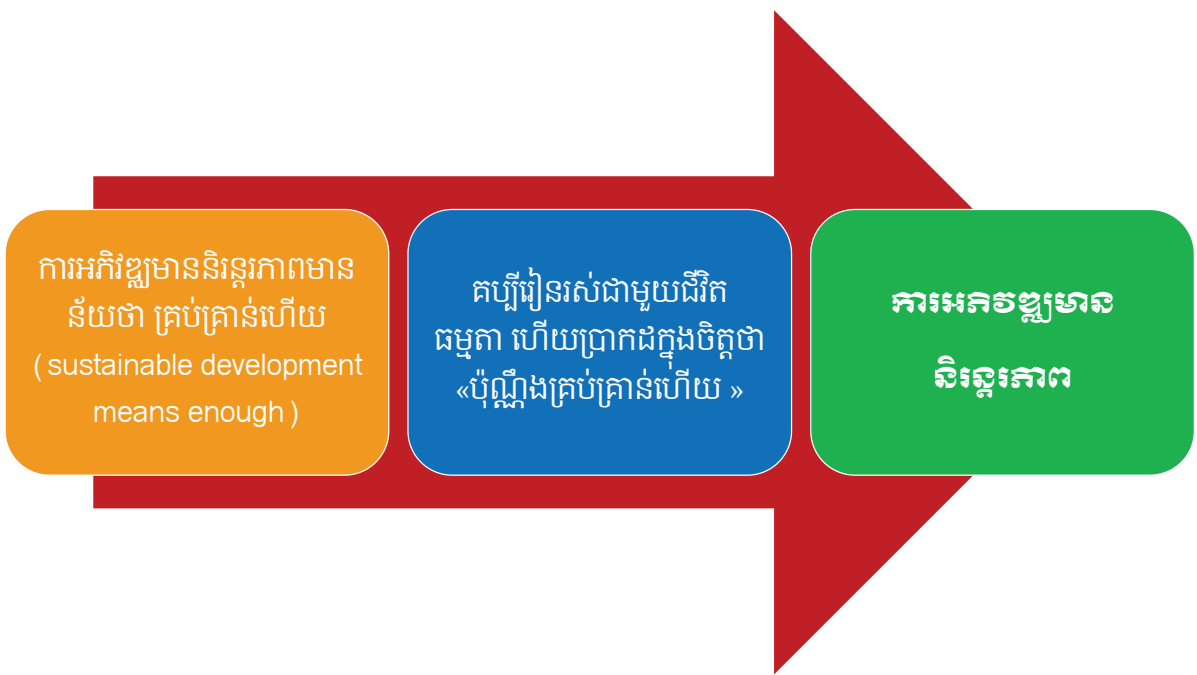 ការអភិវឌ្ឍមាននិរន្តរភាពមាន
ន័យថា គ្រប់គ្រាន់ហើយ
( sustainable development
means enough )
គប្បីរៀនរស់ជាមួយជីវិត
ធម្មតា ហើយប្រាកដក្នុងចិត្តថា
«ប៉ុណ្ណឹងគ្រប់គ្រាន់ហើយ »
ការអភិវឌ្ឍមាន
និរន្តរភាព